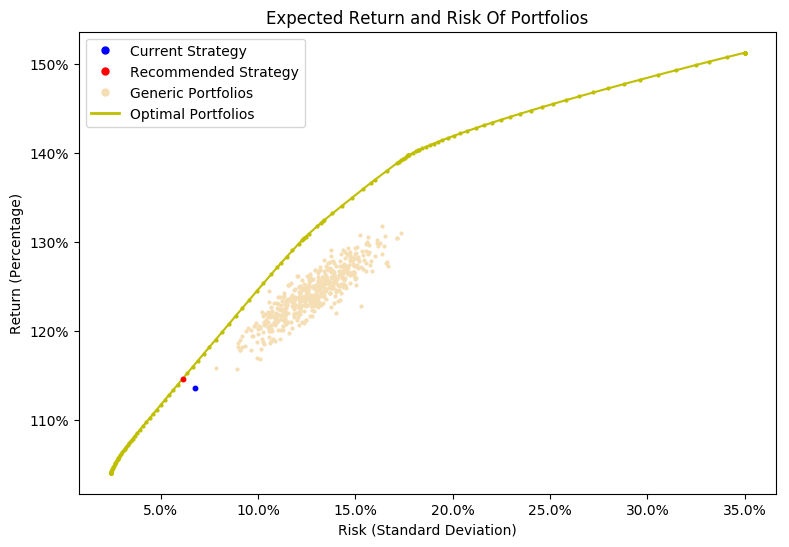 Expected Return and Risk Of Portfolios
Current Strategy
Recommended Strategy
Generic Portfolios
Optimal Portfolios
150%
140%
130%
120%
110%
Return (Percentage)
5.0%
10.0%
15.0%
20.0%
25.0%
30.0%
35.0%
Risk (Standard Deviation)